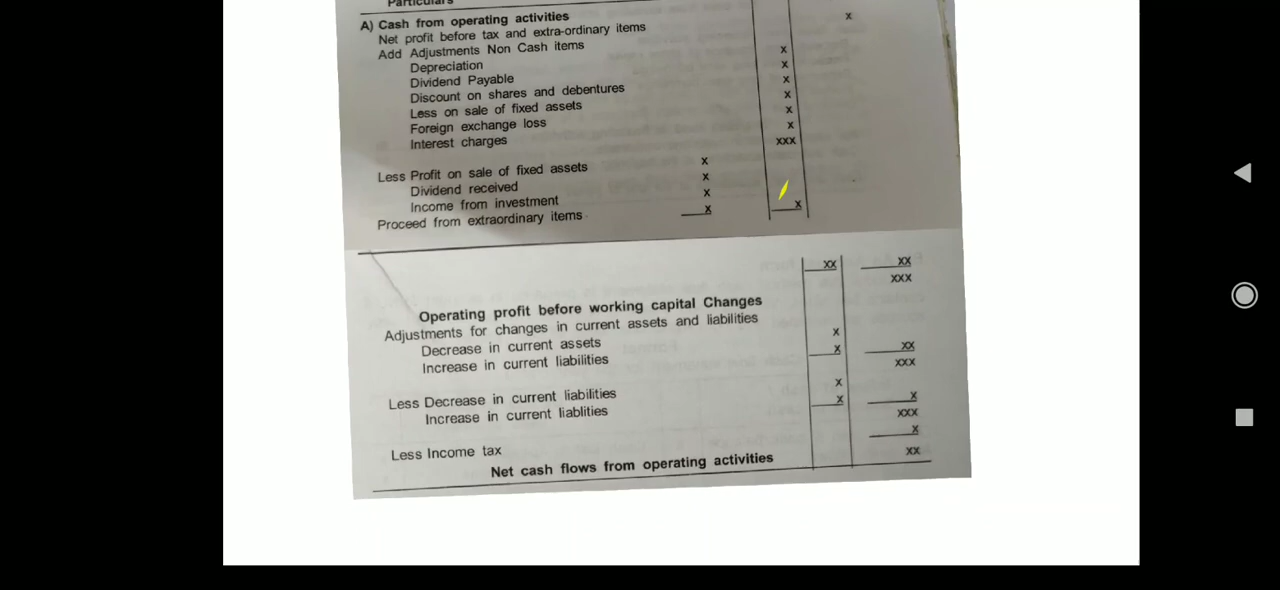 Particulars
A) Cash from operating activities
Net profit before tax and extra-ordinary items x
Add Adjustments Non Cash items
Depreciation x
Dividend Payable x
Discount on shares and debentures x
Less on sale of fixed assets x
Foreign exchange loss x
Interest charges x
xxx
Less Profit on sale of fixed assets x
Dividend received x
Income from investment x
Proceed from extraordinary items x x
xx xx
xxx
Operating profit before working capital Changes
Adjustments for changes in current assets and liabilities
Decrease in current assets x
Increase in current liabilities x xx
xxx
Less Decrease in current liabilities x
Increase in current liablities x x
xxx
Less Income tax x
Net cash flows from operating activities xx